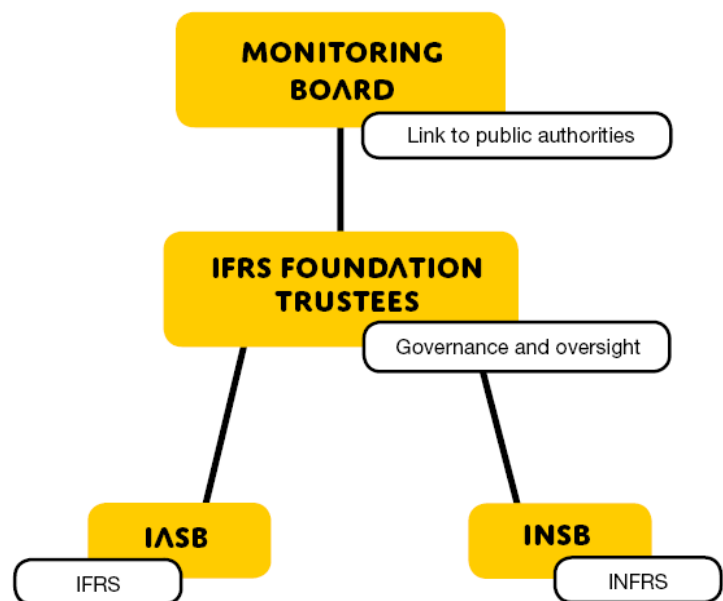 MONITORING
BOARD
Link to public authorities
IFRS FOUNDATION
TRUSTEES
Governance and oversight
IASB
IFRS
INSB
INFRS